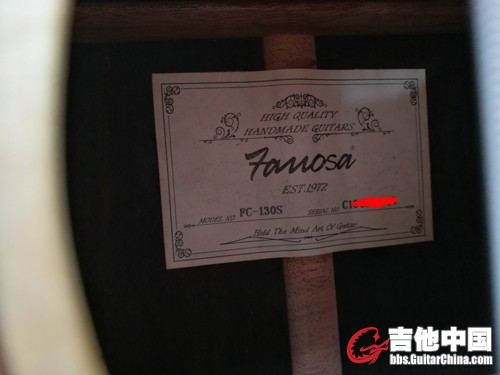 HIGH QUALITY
HANDMADE GUITARS
Famosa
EST.1972
MODEL NO FC-130S SERIAL NO
Hold The Mind Art Of Guitar
吉他中国
bbs.GuitarChina.com